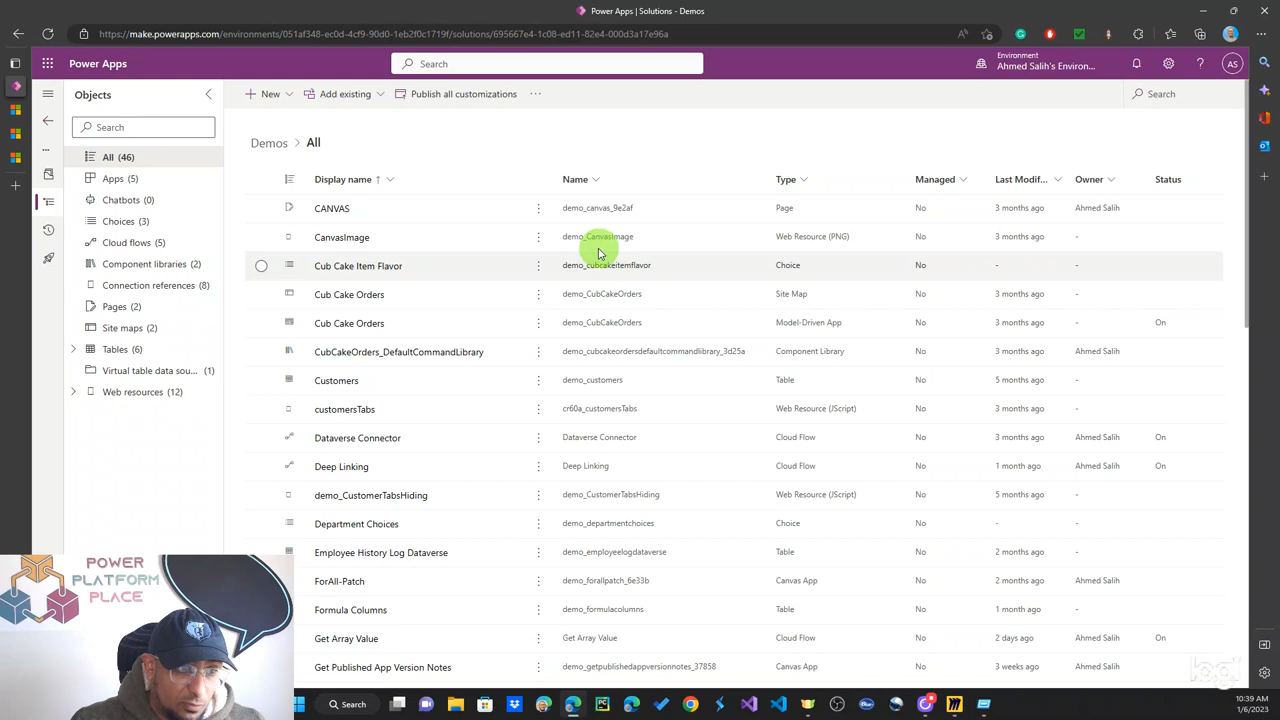 Power Apps | Solutions - Demos
https://make.powerapps.com/environments/051af348-ec0d-4cf9-90d0-1eb2f0c1719f/solutions/695667e4-1c08-ed11-82e4-000d3a17e96a
Power Apps
Search
Environment
Ahmed Salih's Environ...
AS
Objects
Search
All (46)
Apps (5)
Chatbots (0)
Choices (3)
Cloud flows (5)
Component libraries (2)
Connection references (8)
Pages (2)
Site maps (2)
Tables (6)
Virtual table data sou... (1)
Web resources (12)
New
Add existing
Publish all customizations
Search
Demos > All
Display name ↑ Name Type Managed Last Modif... Owner Status
CANVAS demo_canvas_9e2af Page No 3 months ago Ahmed Salih
CanvasImage demo_CanvasImage Web Resource (PNG) No 3 months ago -
Cub Cake Item Flavor demo_cubcakeitemflavor Choice No - -
Cub Cake Orders demo_CubCakeOrders Site Map No 3 months ago -
Cub Cake Orders demo_CubCakeOrders Model-Driven App No 3 months ago - On
CubCakeOrders_DefaultCommandLibrary demo_cubcakeordersdefaultcommandlibrary_3d25a Component Library No 3 months ago Ahmed Salih
Customers demo_customers Table No 5 months ago -
customersTabs cr60a_customersTabs Web Resource (JScript) No 3 months ago -
Dataverse Connector Dataverse Connector Cloud Flow No 3 months ago Ahmed Salih On
Deep Linking Deep Linking Cloud Flow No 1 month ago Ahmed Salih On
demo_CustomerTabsHiding demo_CustomerTabsHiding Web Resource (JScript) No 5 months ago -
Department Choices demo_departmentchoices Choice No - -
Employee History Log Dataverse demo_employeelogdataverse Table No 2 months ago -
ForAll-Patch demo_forallpatch_6e33b Canvas App No 3 months ago Ahmed Salih
Formula Columns demo_formulacolumns Table No 1 month ago -
Get Array Value Get Array Value Cloud Flow No 2 days ago Ahmed Salih On
Get Published App Version Notes demo_getpublishedappversionnotes_37858 Canvas App No 3 weeks ago Ahmed Salih
POWER
PLATFORM
PLACE
logi
Search
10:39 AM
1/6/2023